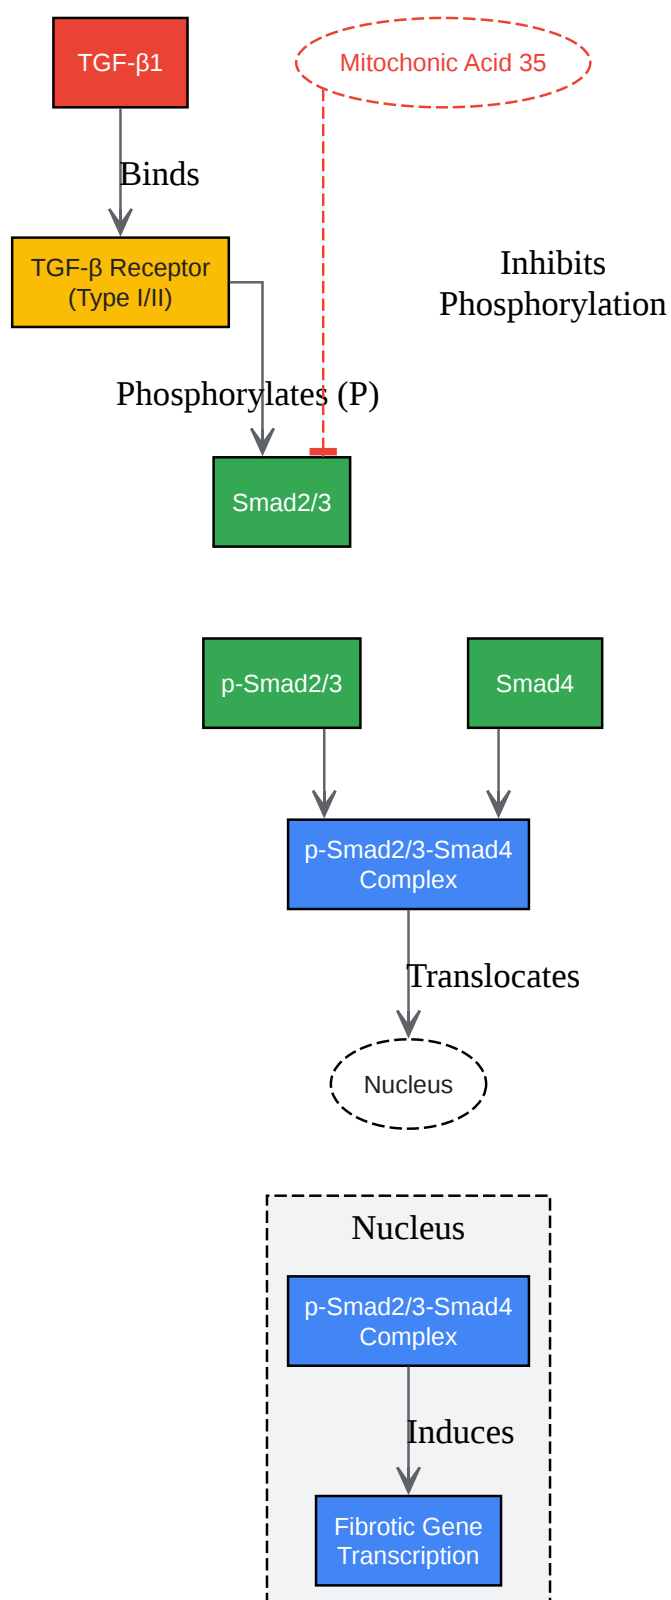 TGF-β1
Mitochonic Acid 35
Binds
TGF-β Receptor
(Type I/II)
Inhibits
Phosphorylation
Phosphorylates (P)
Smad2/3
p-Smad2/3
Smad4
p-Smad2/3-Smad4
Complex
Translocates
Nucleus
Nucleus
p-Smad2/3-Smad4
Complex
Induces
Fibrotic Gene
Transcription